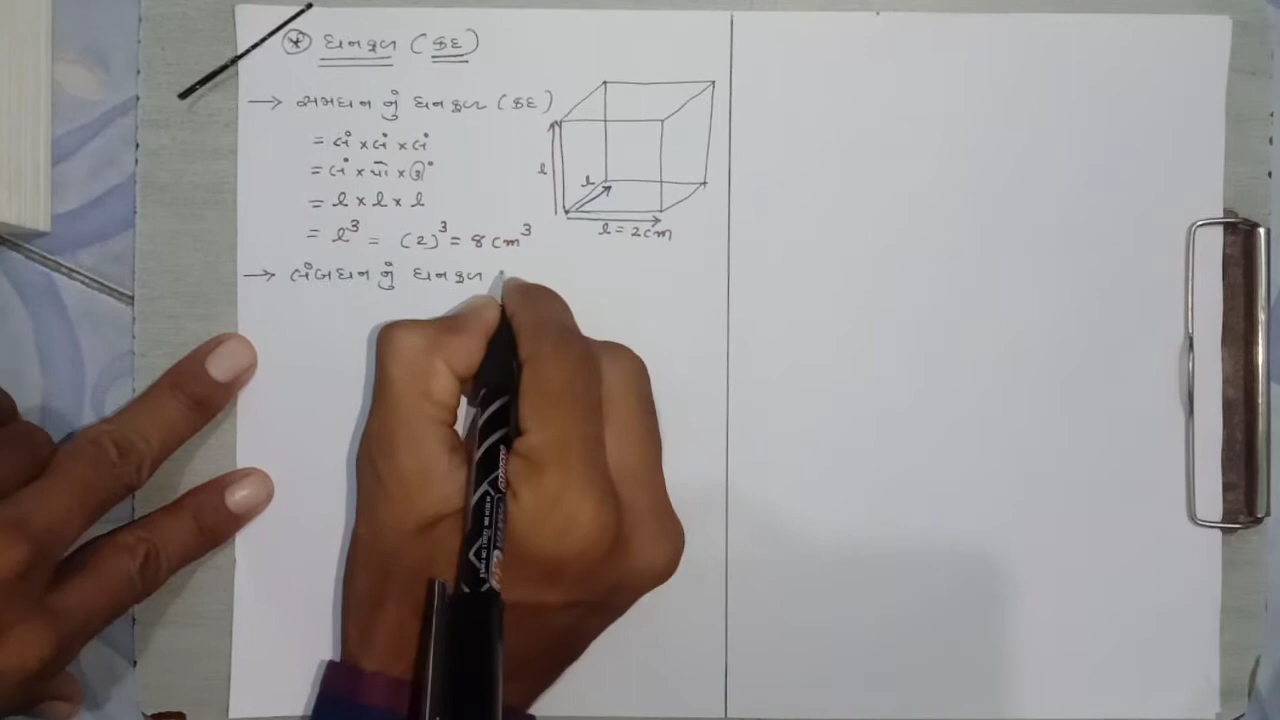 * ઘનફળ (કદ)
→ સમઘન નું ઘનફળ (કદ)
= લં° × લં° × લં°
= લં° × પો × ઊ°
= l × l × l
= l³ = (2)³ = 8 cm³
l
l
l = 2cm
→ લંબઘન નું ઘનફળ